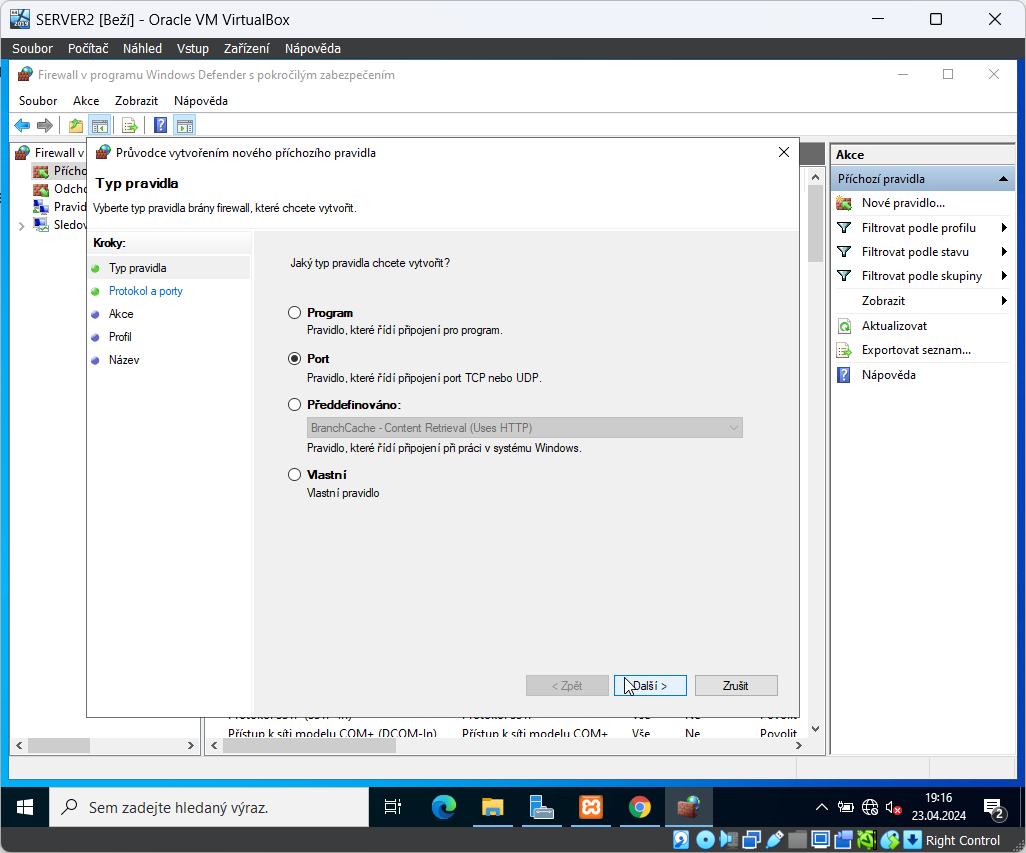 SERVER2 [Beží] - Oracle VM VirtualBox
Soubor Počítač Náhled Vstup Zařízení Nápověda
Firewall v programu Windows Defender s pokročilým zabezpečením
Soubor Akce Zobrazit Nápověda
Firewall v
Přícho
Odcho
Pravid
Sledov
Průvodce vytvořením nového příchozího pravidla
Typ pravidla
Vyberte typ pravidla brány firewall, které chcete vytvořit.
Kroky:
Typ pravidla
Protokol a porty
Akce
Profil
Název
Jaký typ pravidla chcete vytvořit?
Program
Pravidlo, které řídí připojení pro program.
Port
Pravidlo, které řídí připojení port TCP nebo UDP.
Předdefinováno:
BranchCache - Content Retrieval (Uses HTTP)
Pravidlo, které řídí připojení při práci v systému Windows.
Vlastní
Vlastní pravidlo
< Zpět Další > Zrušit
Přístup k síti modelu COM+ (DCOM-In) Přístup k síti modelu COM+ Vše Ne Povolit
Akce
Příchozí pravidla
Nové pravidlo...
Filtrovat podle profilu
Filtrovat podle stavu
Filtrovat podle skupiny
Zobrazit
Aktualizovat
Exportovat seznam...
Nápověda
Sem zadejte hledaný výraz.
19:16
23.04.2024
2
Right Control